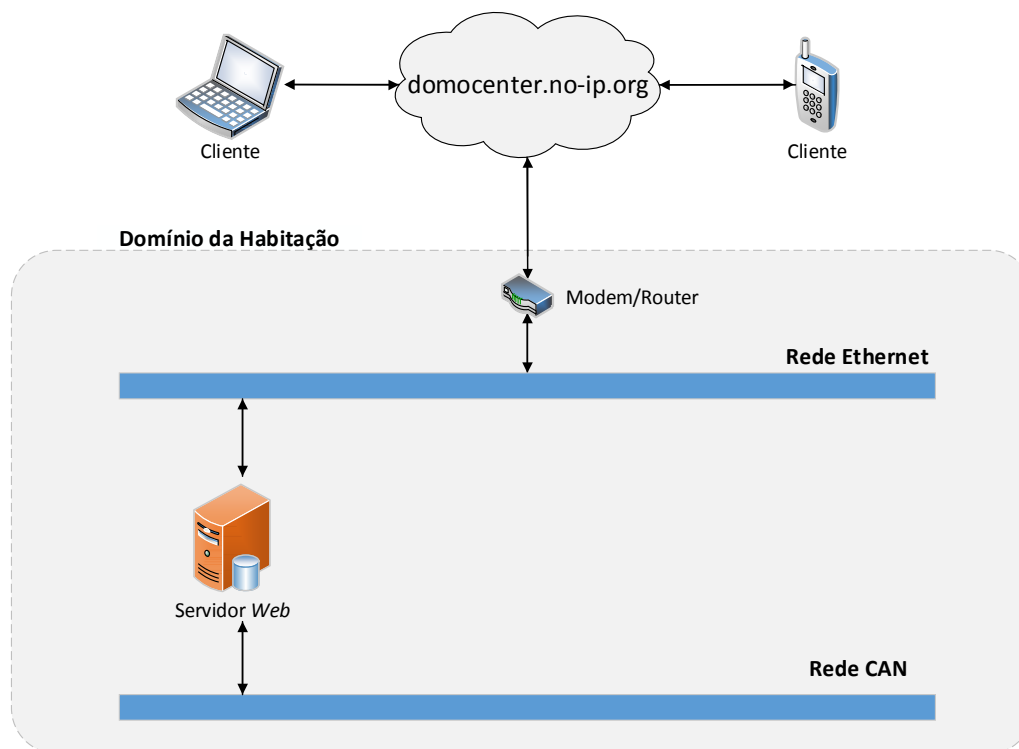 domocenter.no-ip.org
Cliente
Cliente
Domínio da Habitação
Modem/Router
Rede Ethernet
Servidor Web
Rede CAN